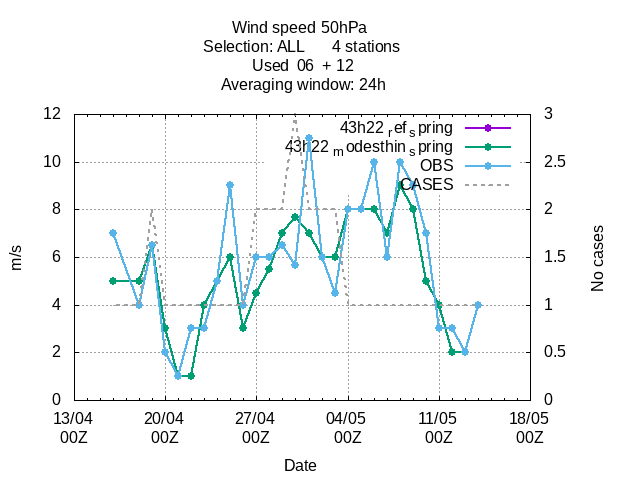 Wind speed 50hPa
Selection: ALL 4 stations
Used 06 + 12
Averaging window: 24h
43h22_ref_spring
43h22_modesthin_spring
OBS
CASES
12
10
8
6
4
2
0
3
2.5
2
1.5
1
0.5
0
m/s
No cases
13/04 20/04 27/04 04/05 11/05 18/05
00Z 00Z 00Z 00Z 00Z 00Z
Date